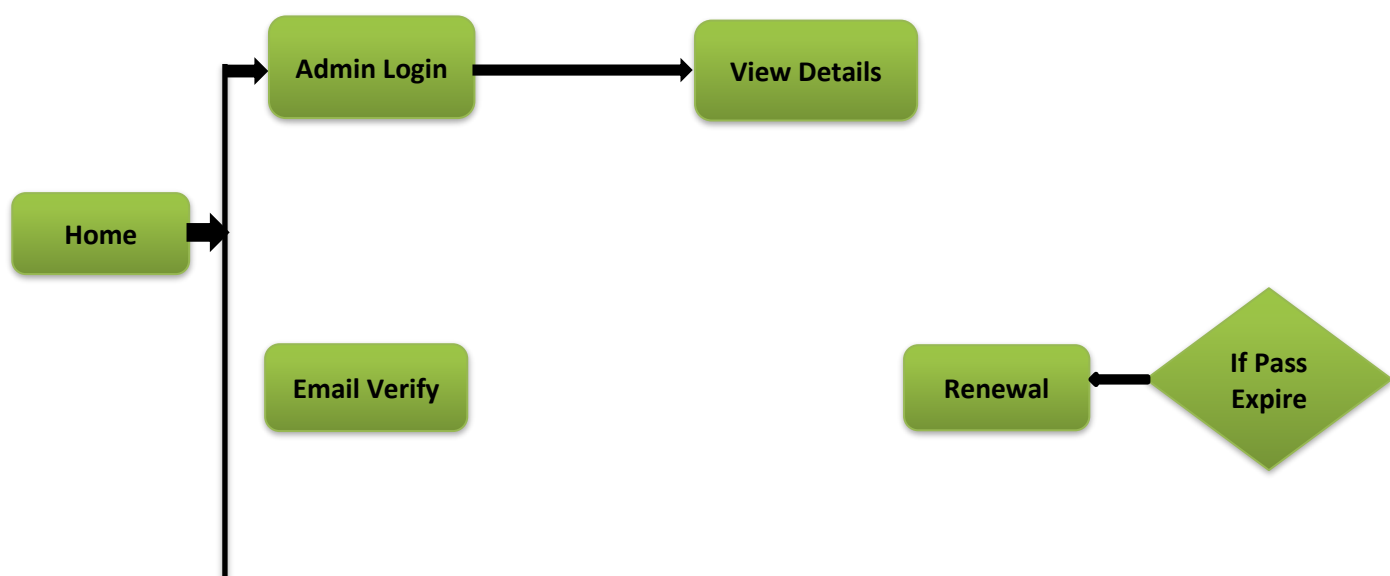 Admin Login
View Details
Home
Email Verify
Renewal
If Pass
Expire